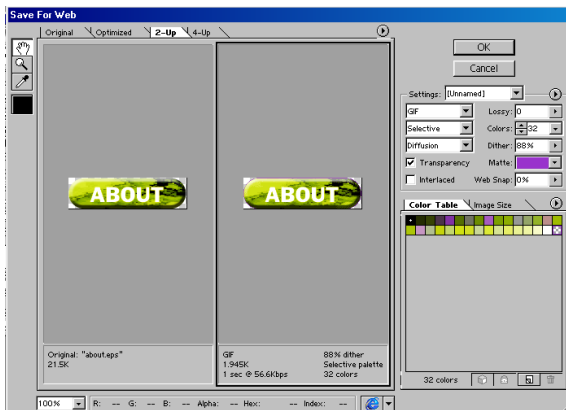 Save For Web
Original Optimized 2-Up 4-Up
OK
Cancel
Settings: [Unnamed]
GIF Lossy: 0
Selective Colors: 32
Diffusion Dither: 88%
Transparency Matte:
Interlaced Web Snap: 0%
ABOUT ABOUT
Color Table Image Size
Original: "about.eps"
21.5K
GIF 88% dither
1.945K Selective palette
1 sec @ 56.6Kbps 32 colors
32 colors
100% R: -- G: -- B: -- Alpha: -- Hex: -- Index: --